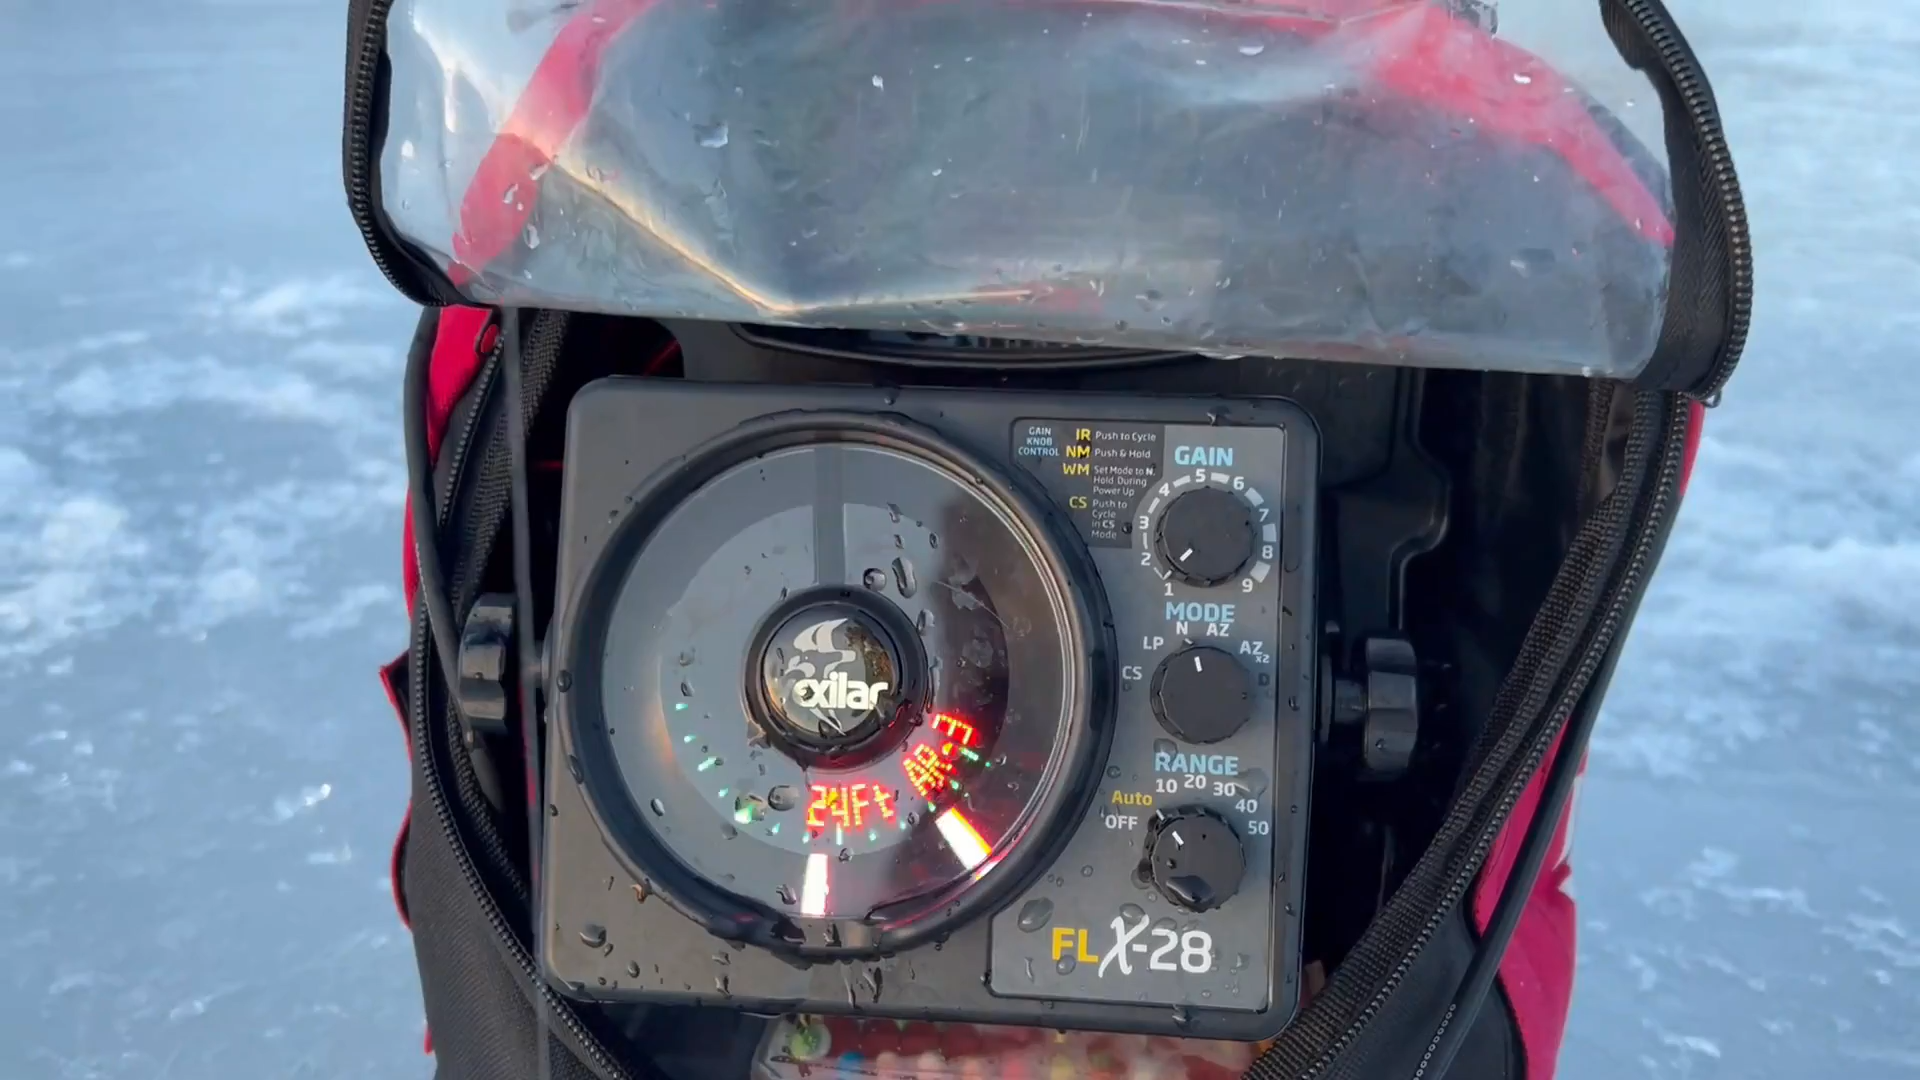 GAIN
KNOB
CONTROL
IR Push to Cycle
NM Push & Hold
WM Set Mode to N,
Hold During
Power Up
CS Push to
Cycle
in CS
Mode
GAIN
1 2 3 4 5 6 7 8 9
MODE
CS LP N AZ AZ x2 D
RANGE
OFF Auto 10 20 30 40 50
exilar
24Ft
FLX-28